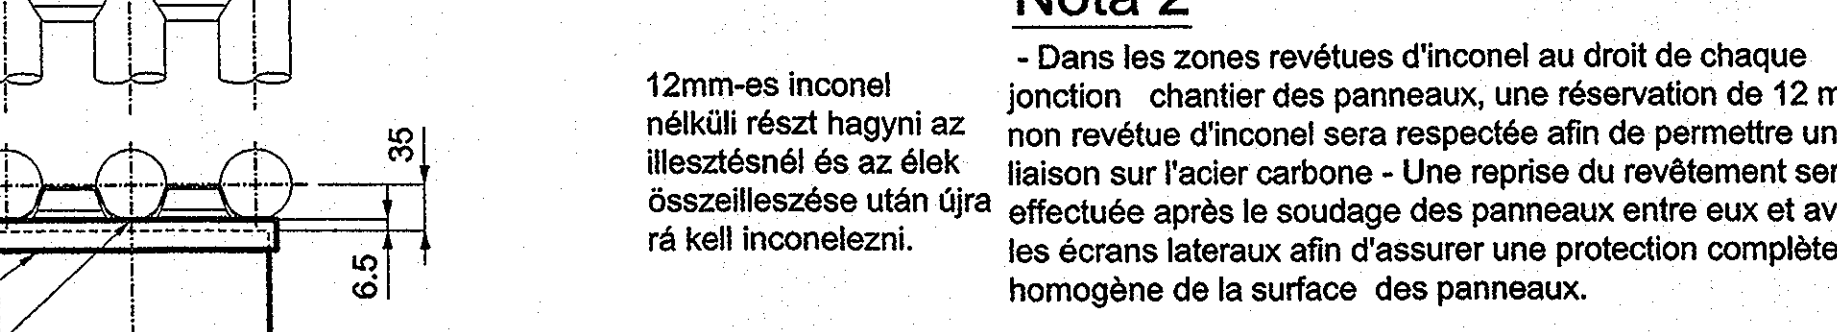 Nota 2
12mm-es inconel
nélküli részt hagyni az
illesztésnél és az élek
összeilleszése után újra
rá kell inconelezni.
- Dans les zones revétues d'inconel au droit de chaque
jonction chantier des panneaux, une réservation de 12
non revétue d'inconel sera respectée afin de permettre
liaison sur l'acier carbone - Une reprise du revêtement
effectuée après le soudage des panneaux entre eux et
les écrans lateraux afin d'assurer une protection complète
homogène de la surface des panneaux.
35
6.5